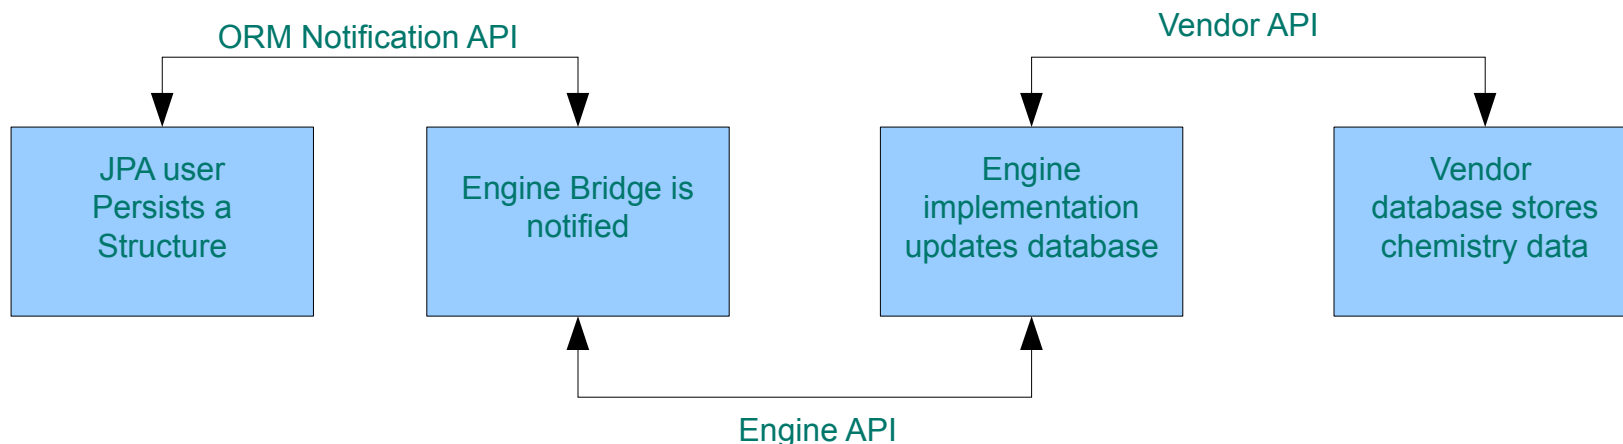 ORM Notification API
Vendor API
JPA user
Persists a
Structure
Engine Bridge is
notified
Engine
implementation
updates database
Vendor
database stores
chemistry data
Engine API